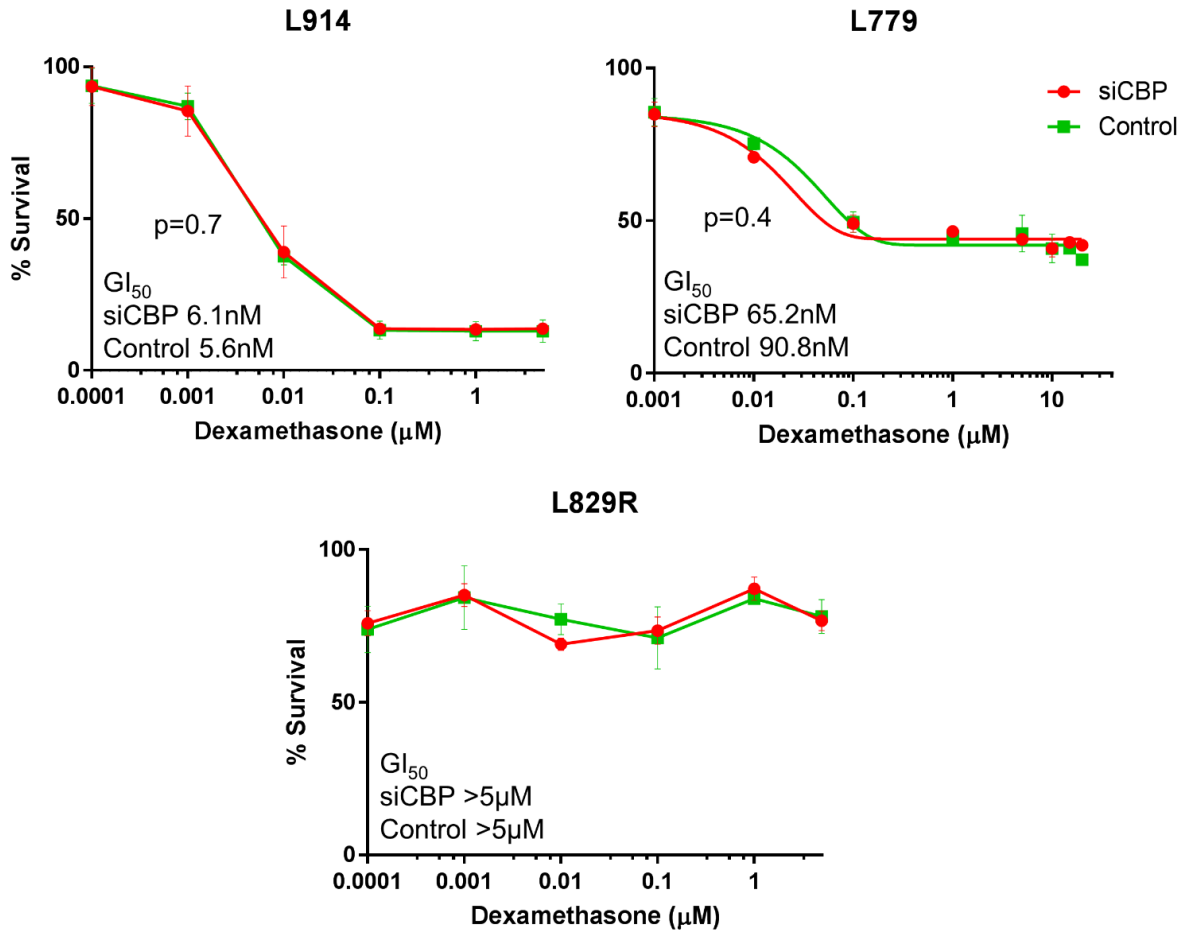 L914
% Survival
100
50
0
p=0.7
GI₅₀
siCBP 6.1nM
Control 5.6nM
0.0001 0.001 0.01 0.1 1
Dexamethasone (μM)
L779
siCBP
Control
100
50
0
p=0.4
GI₅₀
siCBP 65.2nM
Control 90.8nM
0.001 0.01 0.1 1 10
Dexamethasone (μM)
L829R
% Survival
100
50
0
GI₅₀
siCBP >5μM
Control >5μM
0.0001 0.001 0.01 0.1 1
Dexamethasone (μM)